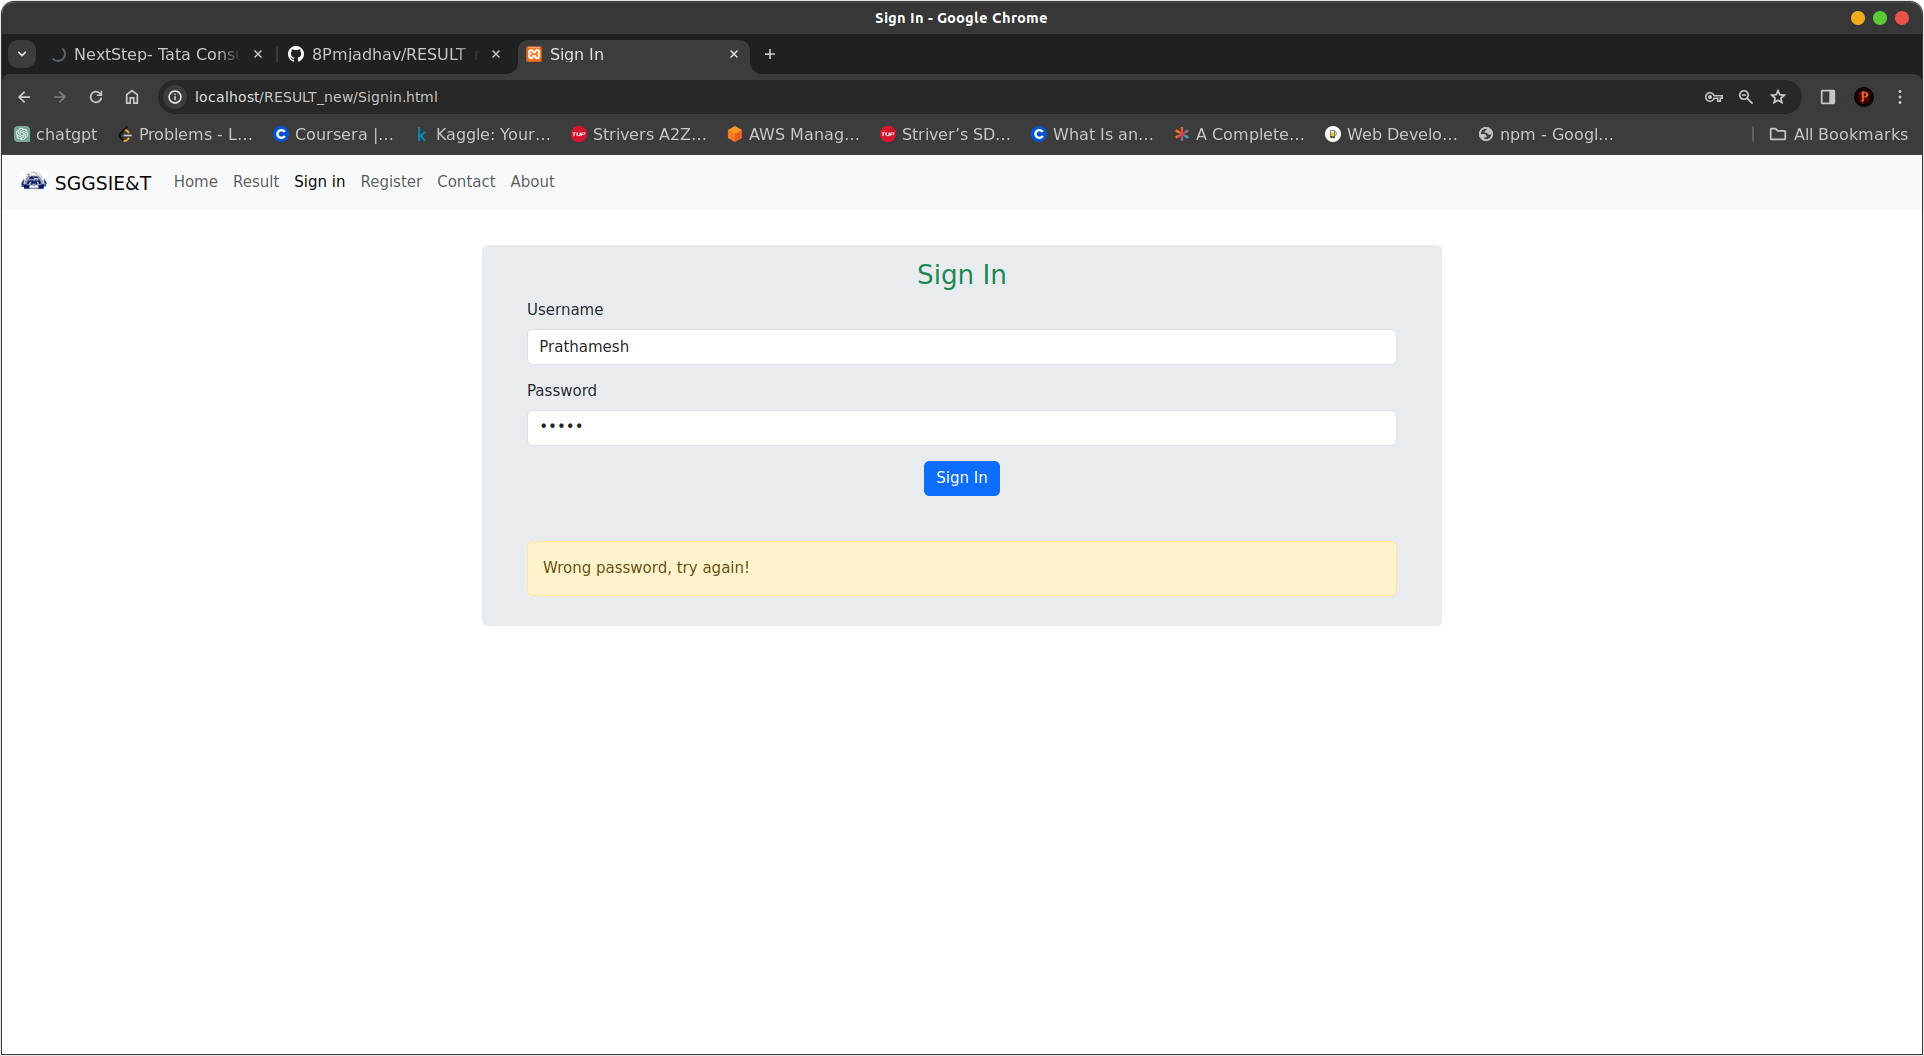 Sign In - Google Chrome
NextStep- Tata Cons
8Pmjadhav/RESULT
Sign In
localhost/RESULT_new/Signin.html
chatgpt
Problems - L...
Coursera |...
Kaggle: Your...
Strivers A2Z...
AWS Manag...
Striver's SD...
What Is an...
A Complete...
Web Develo...
npm - Googl...
All Bookmarks
SGGSIE&T
Home
Result
Sign in
Register
Contact
About
Sign In
Username
Prathamesh
Password
•••••
Sign In
Wrong password, try again!